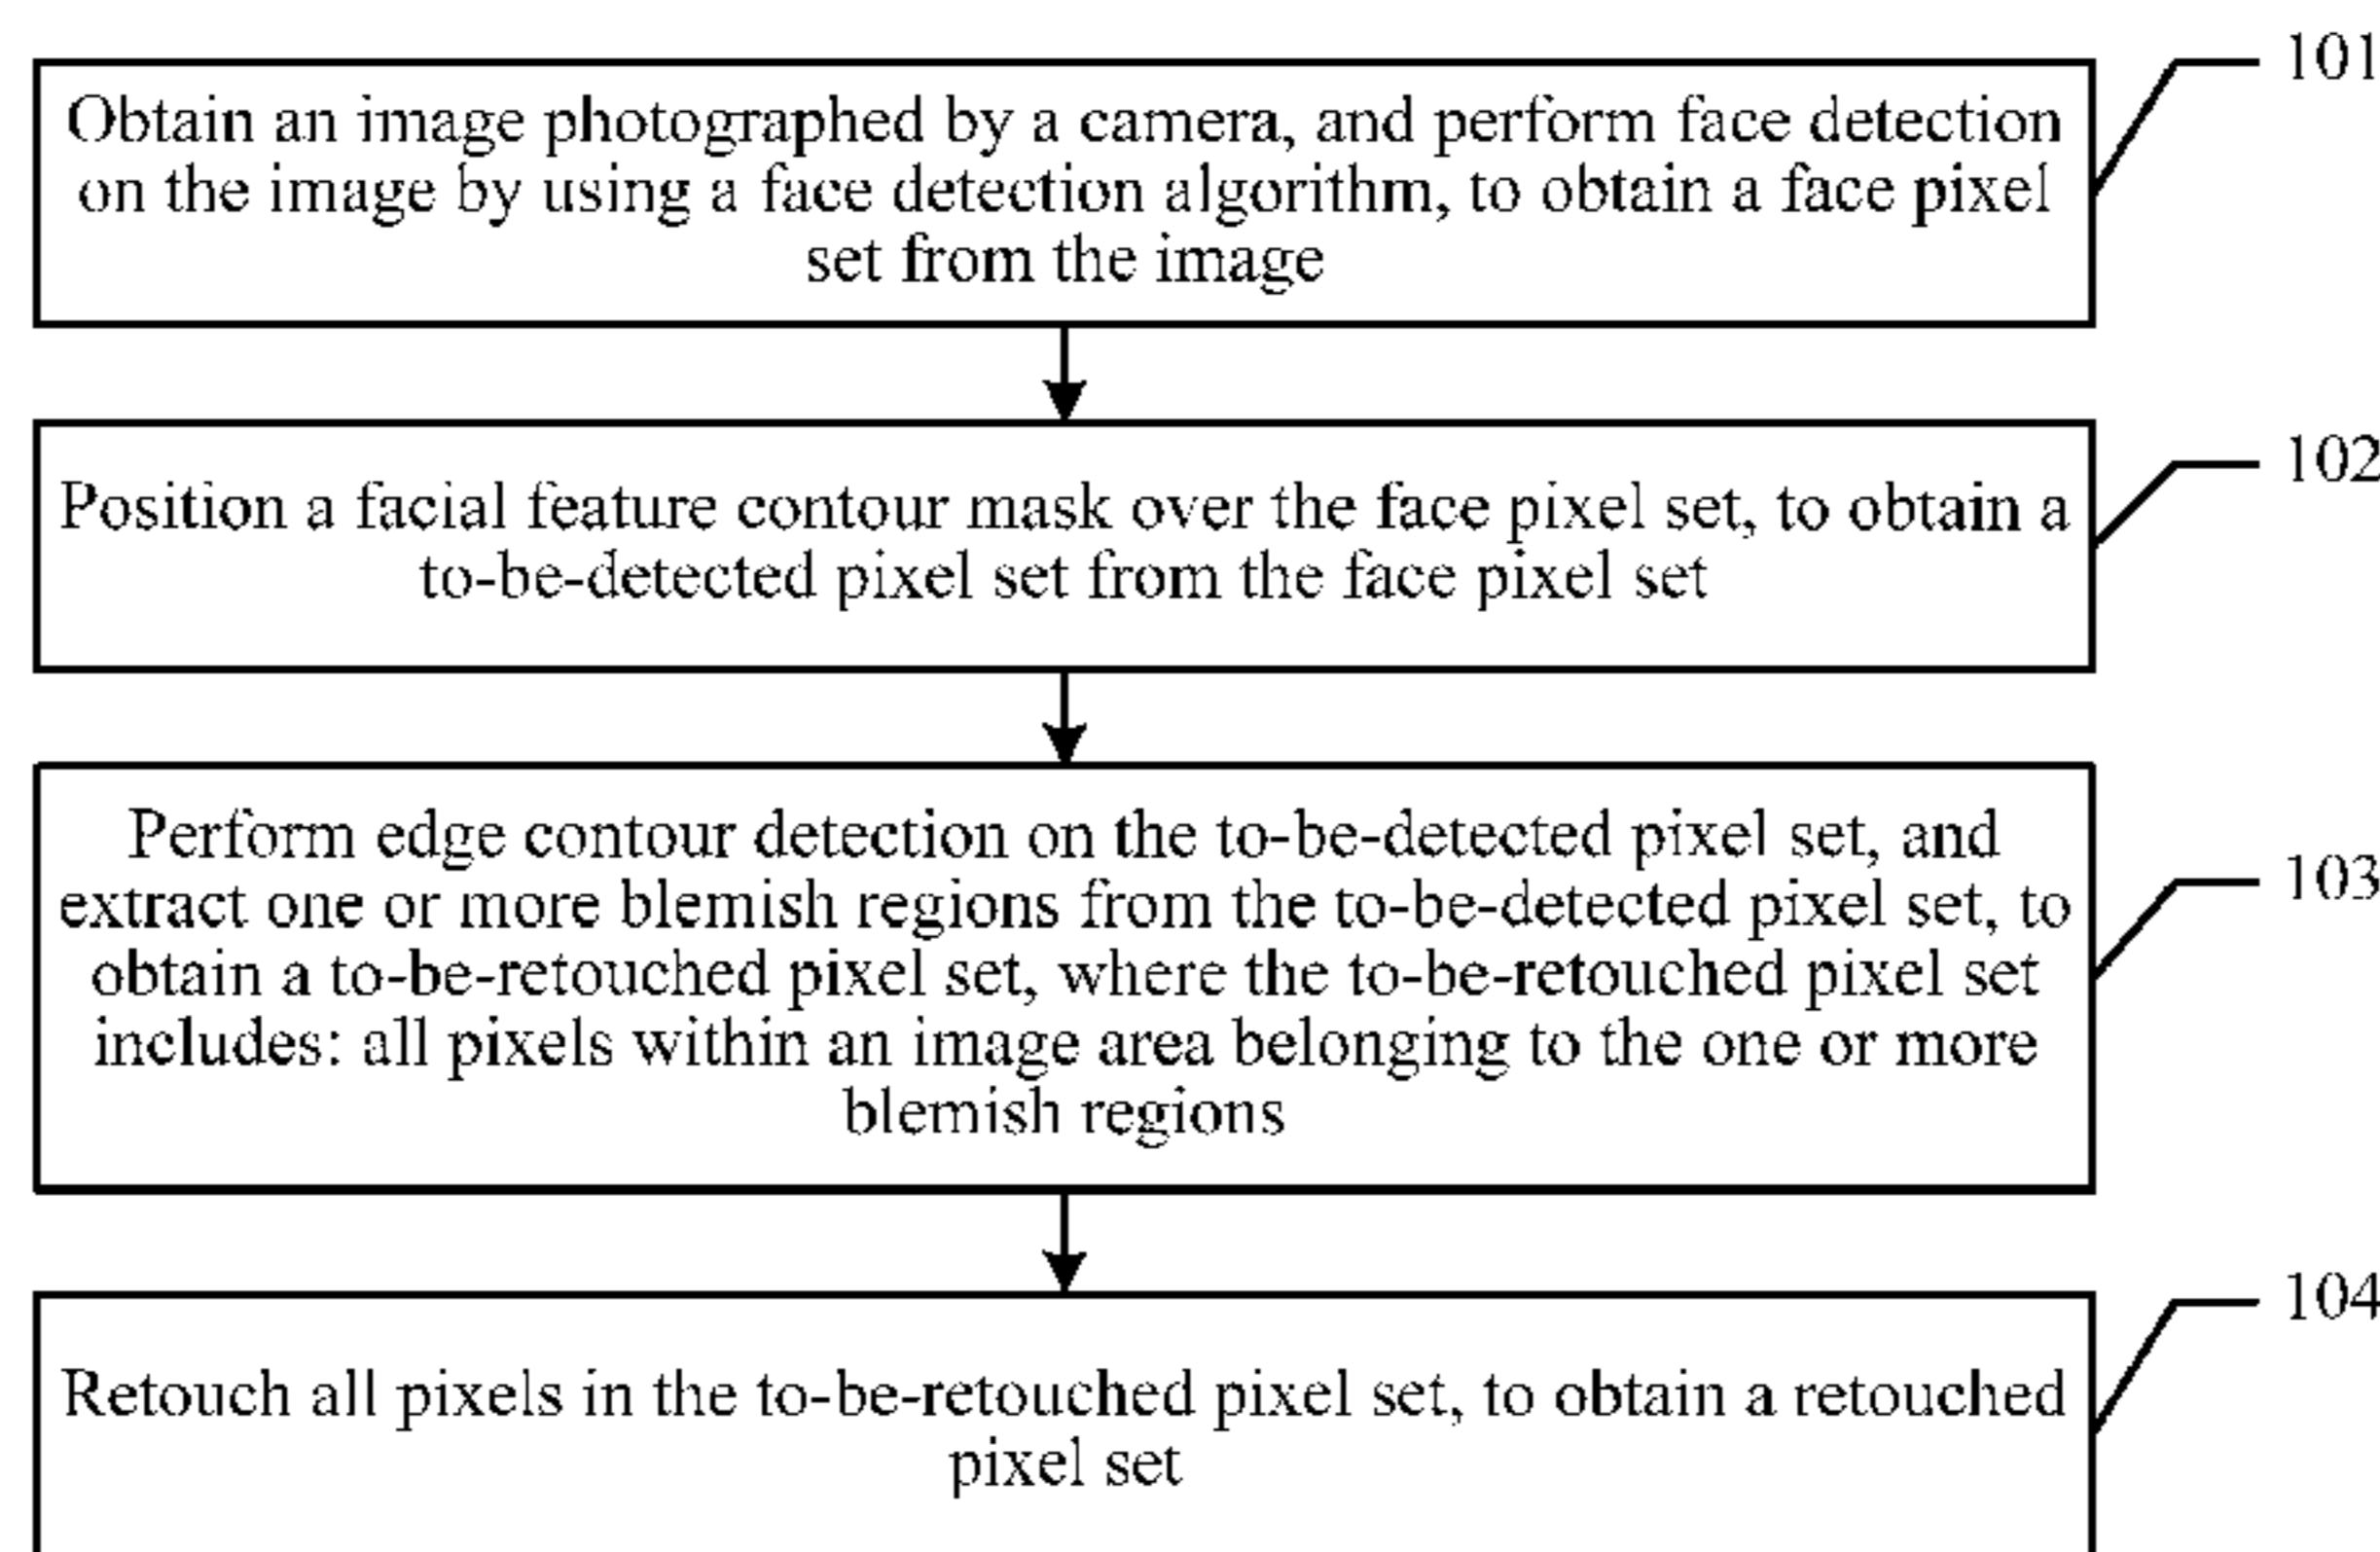 101
Obtain an image photographed by a camera, and perform face detection
on the image by using a face detection algorithm, to obtain a face pixel
set from the image
102
Position a facial feature contour mask over the face pixel set, to obtain a
to-be-detected pixel set from the face pixel set
Perform edge contour detection on the to-be-detected pixel set, and
extract one or more blemish regions from the to-be-detected pixel set, to
obtain a to-be-retouched pixel set, where the to-be-retouched pixel set
includes: all pixels within an image area belonging to the one or more
blemish regions
103
104
Retouch all pixels in the to-be-retouched pixel set, to obtain a retouched
pixel set